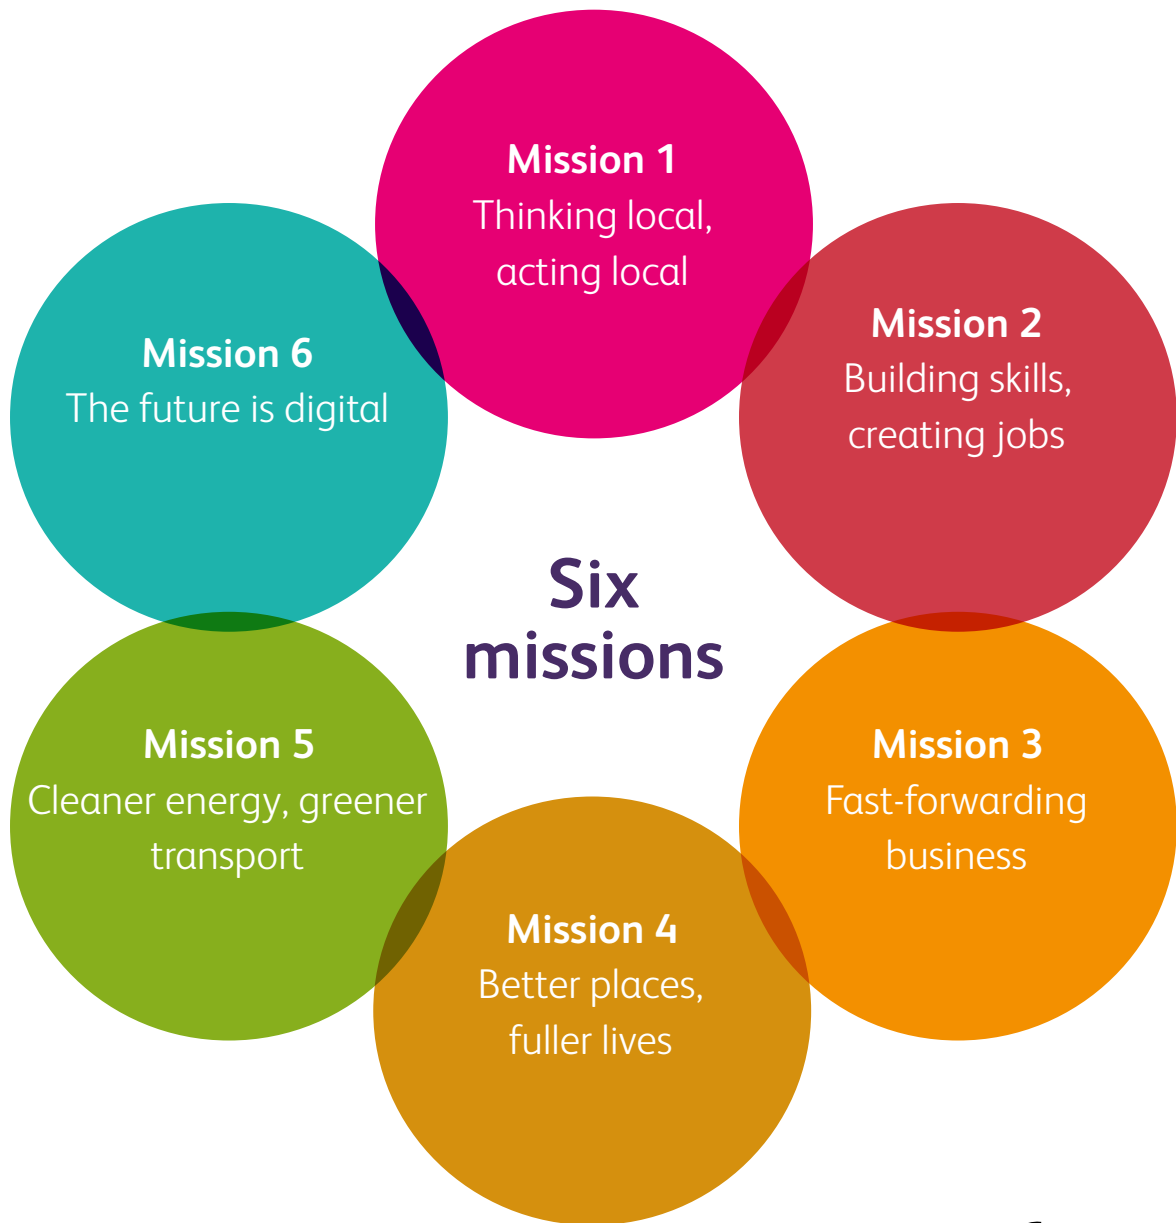 Mission 1
Thinking local,
acting local
Mission 2
Building skills,
creating jobs
Mission 6
The future is digital
Six
missions
Mission 5
Cleaner energy, greener
transport
Mission 3
Fast-forwarding
business
Mission 4
Better places,
fuller lives